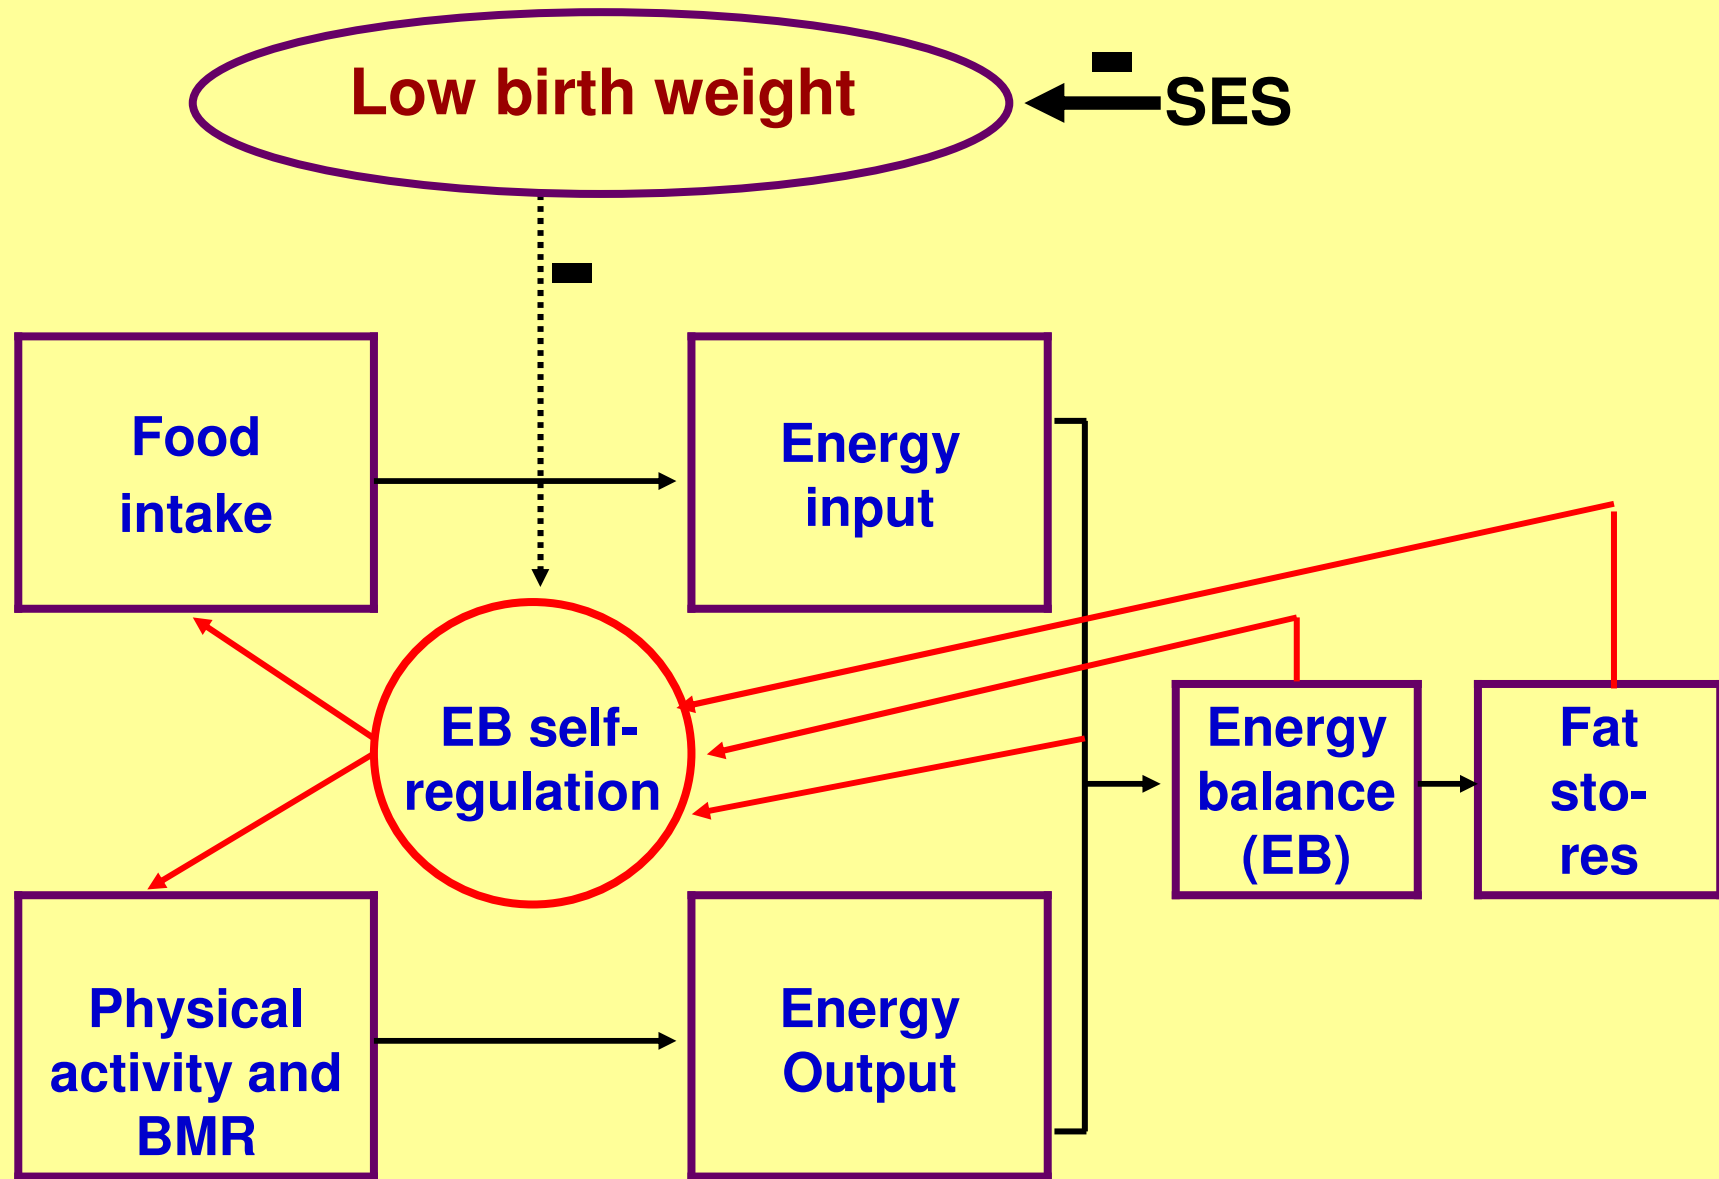 Low birth weight
SES
Food
intake
Energy
input
EB self-
regulation
Energy
balance
(EB)
Fat
sto-
res
Physical
activity and
BMR
Energy
Output